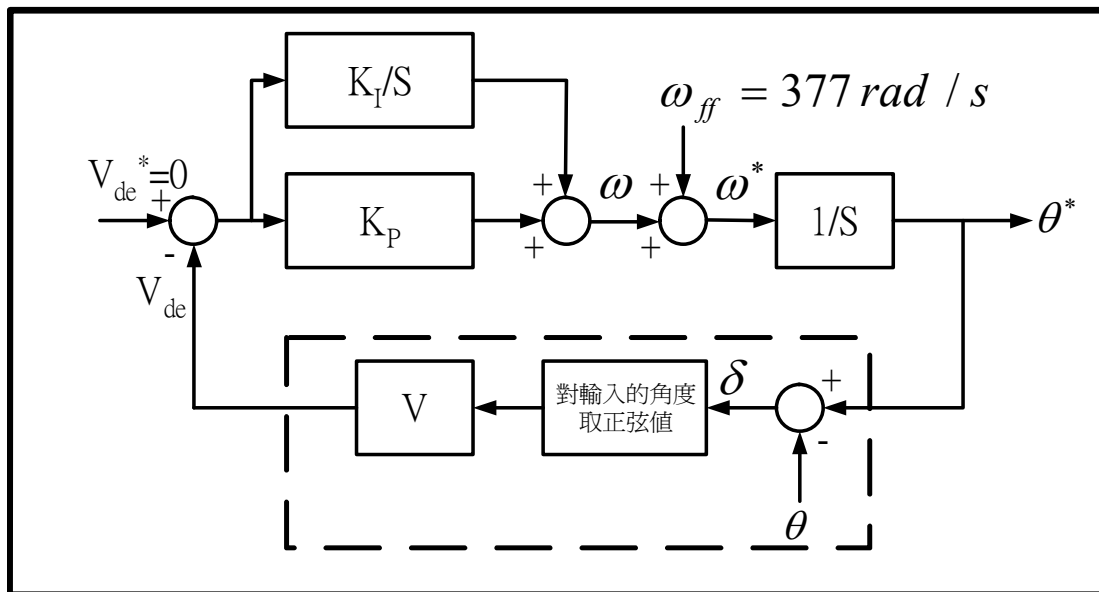 K_I/S
ω_ff = 377 rad / s
V_de*=0
+
-
K_P
+
+
ω
+
+
ω*
1/S
θ*
V_de
V
對輸入的角度
取正弦值
δ
+
-
θ